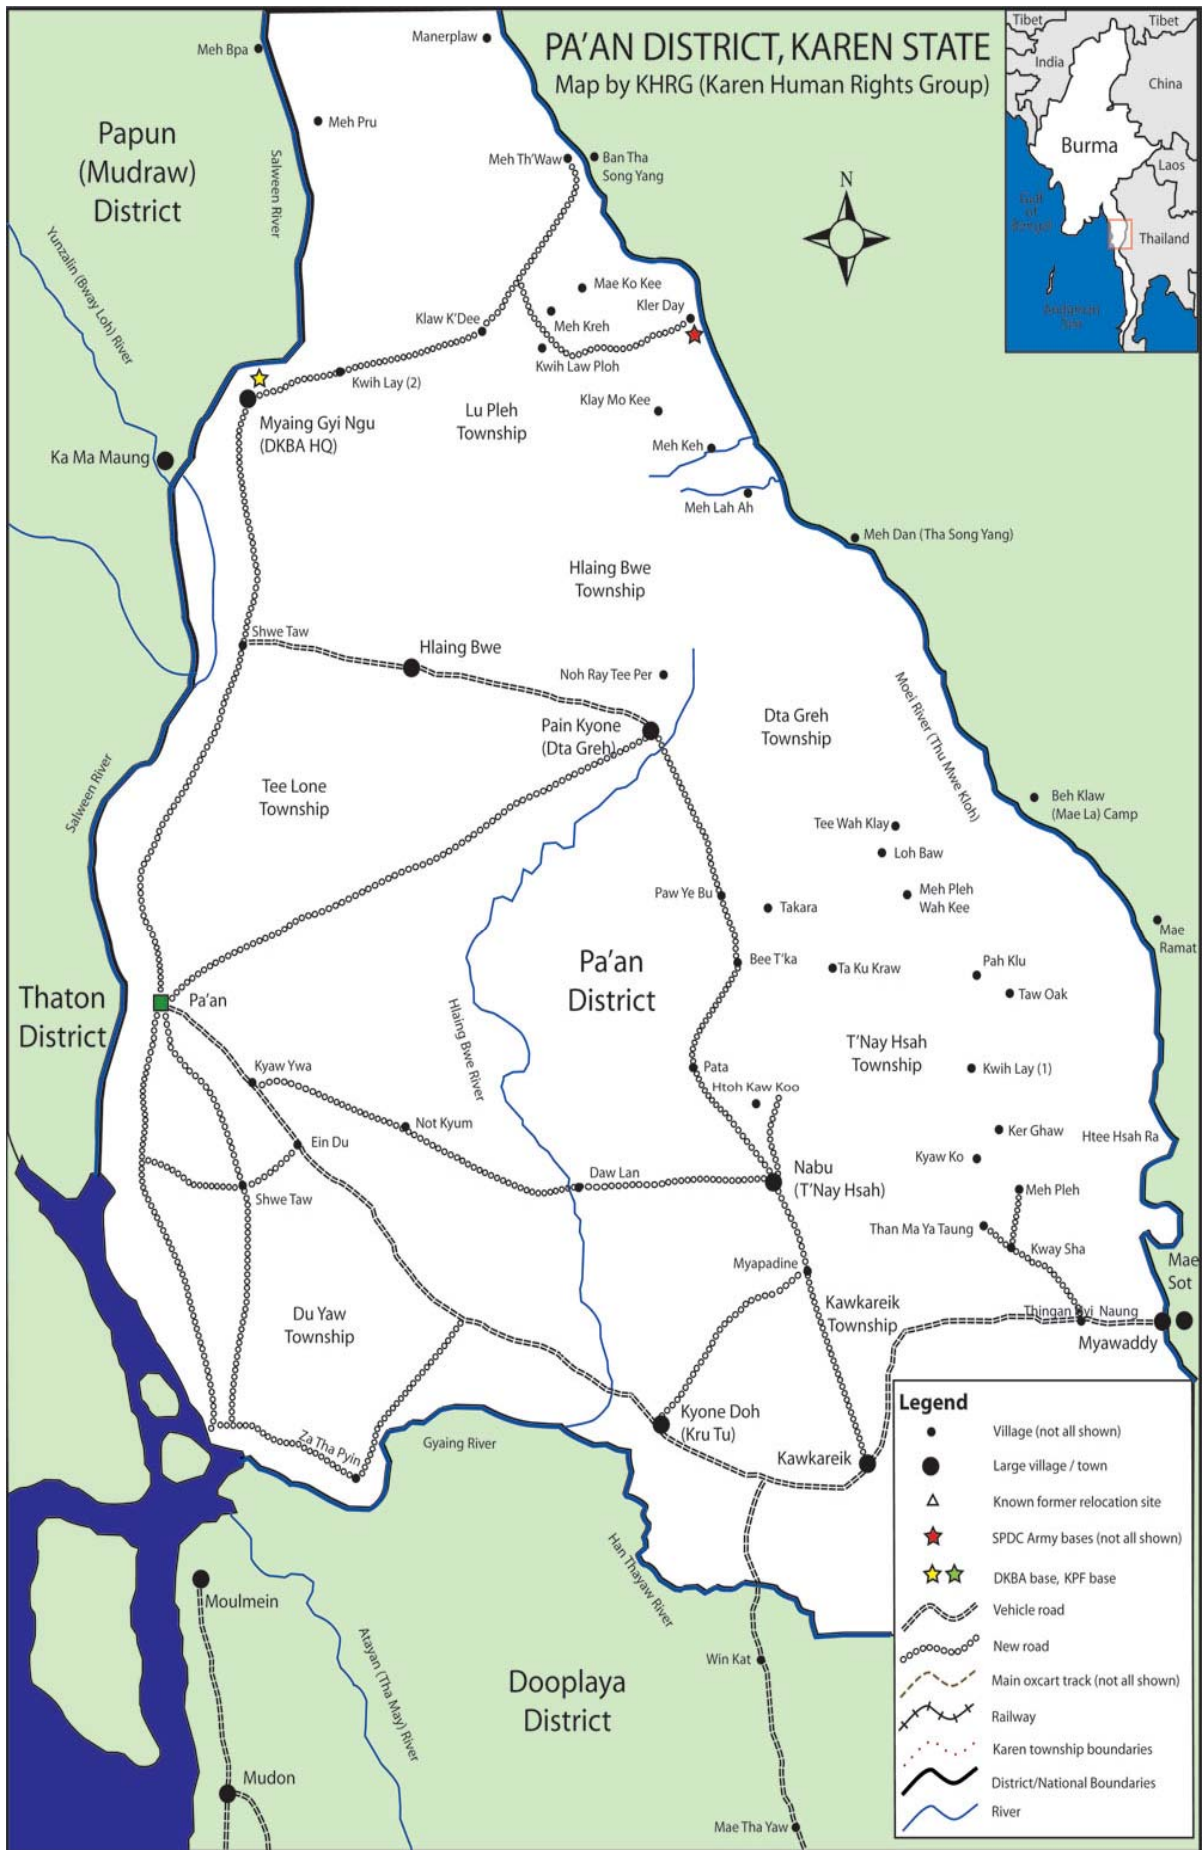 PA'AN DISTRICT, KAREN STATE
Map by KHRG (Karen Human Rights Group)
Tibet
Tibet
India
China
Burma
Laos
Thailand
Gulf
of
Bengal
Andaman
Sea
N
Meh Bpa
Manerplaw
Meh Pru
Papun
(Mudraw)
District
Salween River
Meh Th'Waw
Ban Tha
Song Yang
Yunzalin (Bway Loh) River
Mae Ko Kee
Kler Day
Klaw K'Dee
Meh Kreh
Kwih Law Ploh
Kwih Lay (2)
Klay Mo Kee
Lu Pleh
Township
Myaing Gyi Ngu
(DKBA HQ)
Ka Ma Maung
Meh Keh
Meh Lah Ah
Meh Dan (Tha Song Yang)
Hlaing Bwe
Township
Shwe Taw
Hlaing Bwe
Noh Ray Tee Per
Moei River (Thu Mwe Kloh)
Pain Kyone
(Dta Greh)
Dta Greh
Township
Tee Lone
Township
Salween River
Beh Klaw
(Mae La) Camp
Tee Wah Klay
Loh Baw
Paw Ye Bu
Takara
Meh Pleh
Wah Kee
Mae
Ramat
Pa'an
District
Bee T'ka
Ta Ku Kraw
Pah Klu
Taw Oak
Thaton
District
Pa'an
Hlaing Bwe River
T'Nay Hsah
Township
Kyaw Ywa
Pata
Kwih Lay (1)
Htoh Kaw Koo
Not Kyum
Ein Du
Ker Ghaw
Htee Hsah Ra
Kyaw Ko
Daw Lan
Nabu
(T'Nay Hsah)
Meh Pleh
Shwe Taw
Than Ma Ya Taung
Kway Sha
Myapadine
Mae
Sot
Du Yaw
Township
Kawkareik
Township
Thingan Nyi Naung
Myawaddy
Kyone Doh
(Kru Tu)
Za Tha Pyin
Gyaing River
Kawkareik
Han Thayaw River
Moulmein
Atayan (Tha May) River
Win Kat
Dooplaya
District
Mudon
Mae Tha Yaw
Legend
Village (not all shown)
Large village / town
Known former relocation site
SPDC Army bases (not all shown)
DKBA base, KPF base
Vehicle road
New road
Main oxcart track (not all shown)
Railway
Karen township boundaries
District/National Boundaries
River